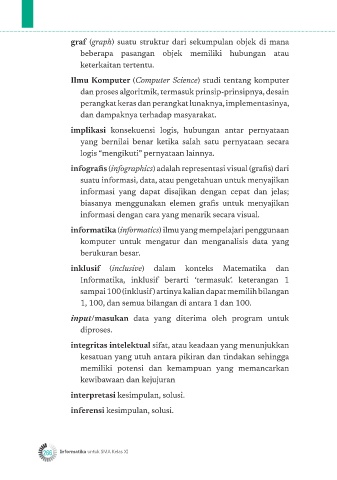 graf (graph) suatu struktur dari sekumpulan objek di mana
beberapa pasangan objek memiliki hubungan atau
keterkaitan tertentu.
Ilmu Komputer (Computer Science) studi tentang komputer
dan proses algoritmik, termasuk prinsip-prinsipnya, desain
perangkat keras dan perangkat lunaknya, implementasinya,
dan dampaknya terhadap masyarakat.
implikasi konsekuensi logis, hubungan antar pernyataan
yang bernilai benar ketika salah satu pernyataan secara
logis “mengikuti” pernyataan lainnya.
infografis (infographics) adalah representasi visual (grafis) dari
suatu informasi, data, atau pengetahuan untuk menyajikan
informasi yang dapat disajikan dengan cepat dan jelas;
biasanya menggunakan elemen grafis untuk menyajikan
informasi dengan cara yang menarik secara visual.
informatika (informatics) ilmu yang mempelajari penggunaan
komputer untuk mengatur dan menganalisis data yang
berukuran besar.
inklusif (inclusive) dalam konteks Matematika dan
Informatika, inklusif berarti ‘termasuk’. keterangan 1
sampai 100 (inklusif) artinya kalian dapat memilih bilangan
1, 100, dan semua bilangan di antara 1 dan 100.
input/masukan data yang diterima oleh program untuk
diproses.
integritas intelektual sifat, atau keadaan yang menunjukkan
kesatuan yang utuh antara pikiran dan tindakan sehingga
memiliki potensi dan kemampuan yang memancarkan
kewibawaan dan kejujuran
interpretasi kesimpulan, solusi.
inferensi kesimpulan, solusi.
266 Informatika untuk SMA Kelas XI